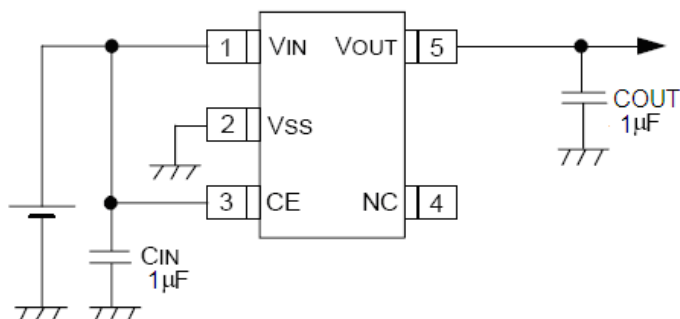 1 VIN VOUT 5
COUT
1μF
2 VSS
3 CE NC 4
CIN
1μF